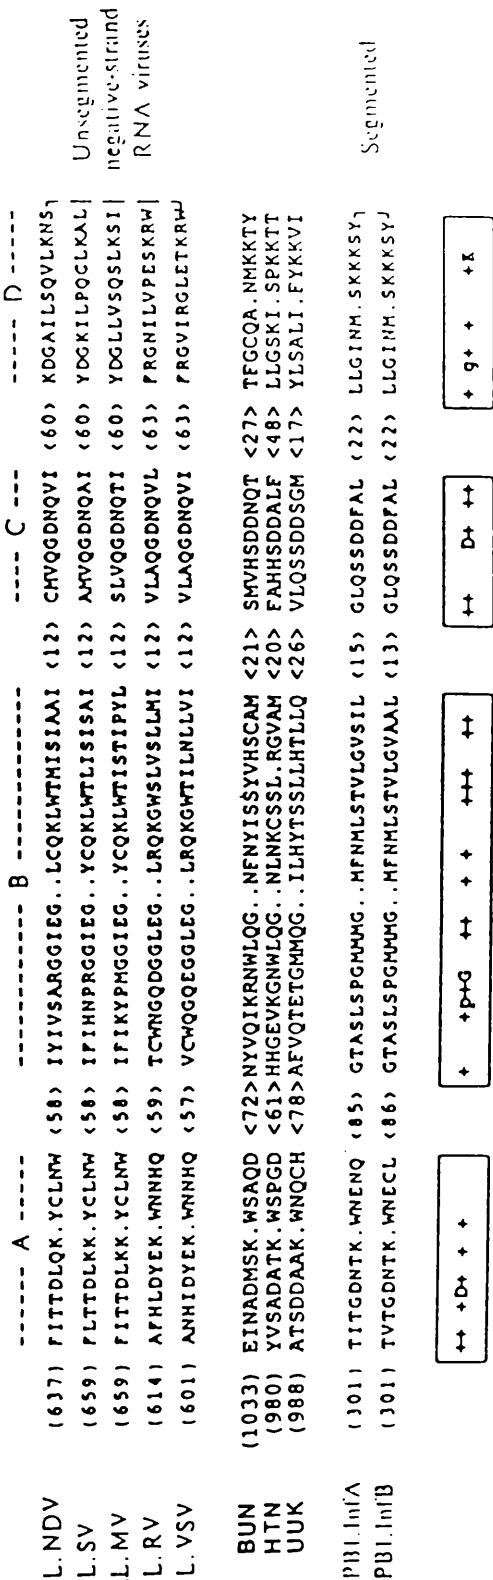 ------- A ----- ------------ B -------------- ---- C --- ----- D -----
L.NDV (637) FITTDLQK.YCLNW <58> IYIVSARGGIEG..LCQKLWTMISIAAI <12> CMVQGDNQVI <60> KDGAILSQVLKNS
L.SV (659) FLTTDLKK.YCLNW <58> IFIHNPRGGIEG..YCQKLWTLISISAI <12> AMVQGDNQAI <60> YDGKILPQCLKAL Unsegmented
L.MV (659) FITTDLKK.YCLNW <58> IFIKYPMGGIEG..YCQKLWTISTIPYL <12> SLVQGDNQTI <60> YDGLLVSQSLKSI negative-strand
L.RV (614) AFHLDYEK.WNNHQ <59> TCWNGQDGGLEG..LRQKGWSLVSLLMI <12> VLAQGDNQVL <63> FRGNILVPESKRW RNA viruses
L.VSV (601) ANHIDYEK.WNNHQ <57> VCWQGQEGGLEG..LRQKGWTILNLLVI <12> VLAQGDNQVI <63> FRGVIRGLETKRW
BUN (1033) EINADMSK.WSAQD <72>NYVQIKRNWLQG..NFNYISSYVHSCAM <21> SMVHSDDNQT <27> TFGCQA.NMKKTY
HTN (980) YVSADATK.WSPGD <61>HHGEVKGNWLQG..NLNKCSSL.RGVAM <20> FAHHSDDALF <48> LLGSKI.SPKKTT
UUK (988) ATSDDAAK.WNQCH <78>AFVQTETGMMQG..ILHYTSSLLHTLLQ <26> VLQSSDDSGM <17> YLSALI.FYKKVI
PB1.InfA (301) TITGDNTK.WNENQ <85> GTASLSPGMMMG..MFNMLSTVLGVSIL <15> GLQSSDDFAL <22> LLGINM.SKKKSY Segmented
PB1.InfB (301) TVTGDNTK.WNECL <86> GTASLSPGMMMG..MFNMLSTVLGVAAL <13> GLQSSDDFAL <22> LLGINM.SKKKSY
++ +D+ + + + +p+G ++ + + +++ ++ ++ D+ ++ + g+ + +K